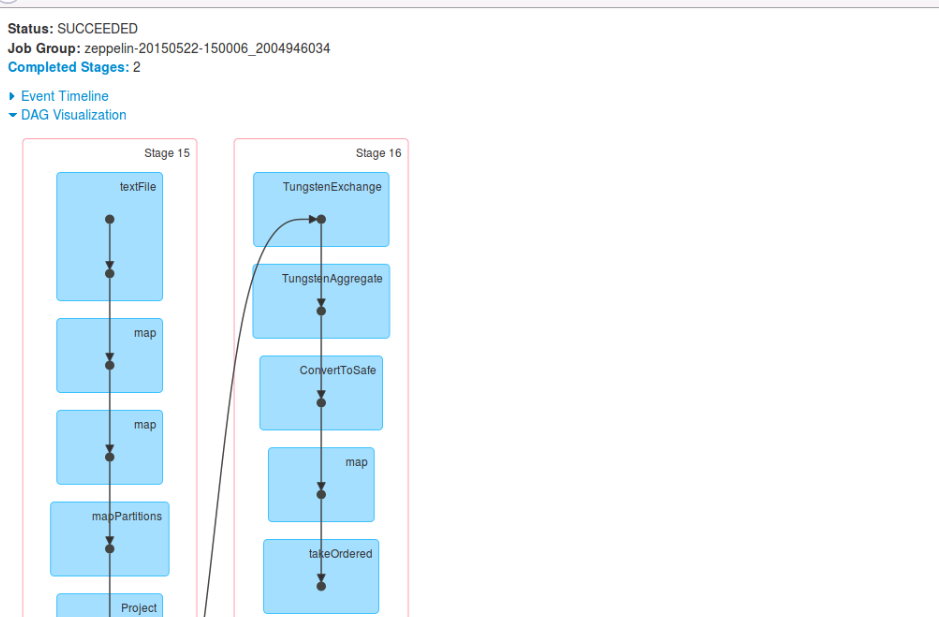 Status: SUCCEEDED
Job Group: zeppelin-20150522-150006_2004946034
Completed Stages: 2
Event Timeline
DAG Visualization
Stage 15
textFile
map
map
mapPartitions
Project
Stage 16
TungstenExchange
TungstenAggregate
ConvertToSafe
map
takeOrdered